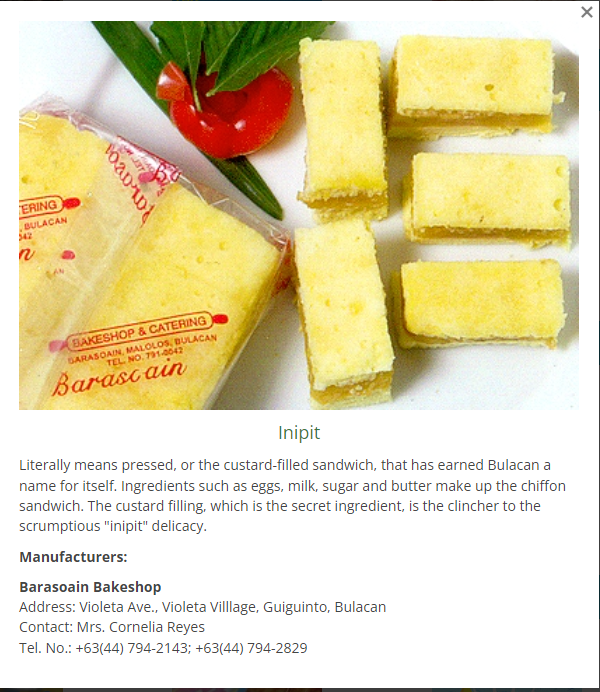 ERING
, BULACAN
42
n
Barasoain
BAKESHOP & CATERING
BARASOAIN, MALOLOS, BULACAN
TEL. NO. 791-0042
Barasoain
Inipit
Literally means pressed, or the custard-filled sandwich, that has earned Bulacan a
name for itself. Ingredients such as eggs, milk, sugar and butter make up the chiffon
sandwich. The custard filling, which is the secret ingredient, is the clincher to the
scrumptious "inipit" delicacy.
Manufacturers:
Barasoain Bakeshop
Address: Violeta Ave., Violeta Villlage, Guiguinto, Bulacan
Contact: Mrs. Cornelia Reyes
Tel. No.: +63(44) 794-2143; +63(44) 794-2829